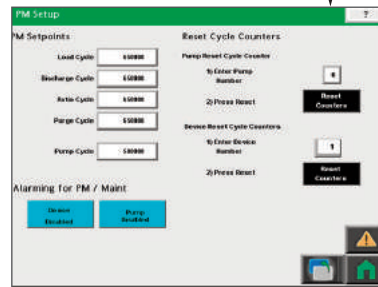 PM Setup
?
PM Setpoints
Load Cycle 650000
Discharge Cycle 650000
Astio Cycle 650000
Purge Cycle 650000
Pump Cycle 500000
Alarming for PM / Maint
Device Enabled
Pump Enabled
Reset Cycle Counters
Pump Reset Cycle Counter
1) Enter Pump Number
2) Press Reset
Reset Counters
Device Reset Cycle Counters
1) Enter Device Number
1
2) Press Reset
Reset Counters